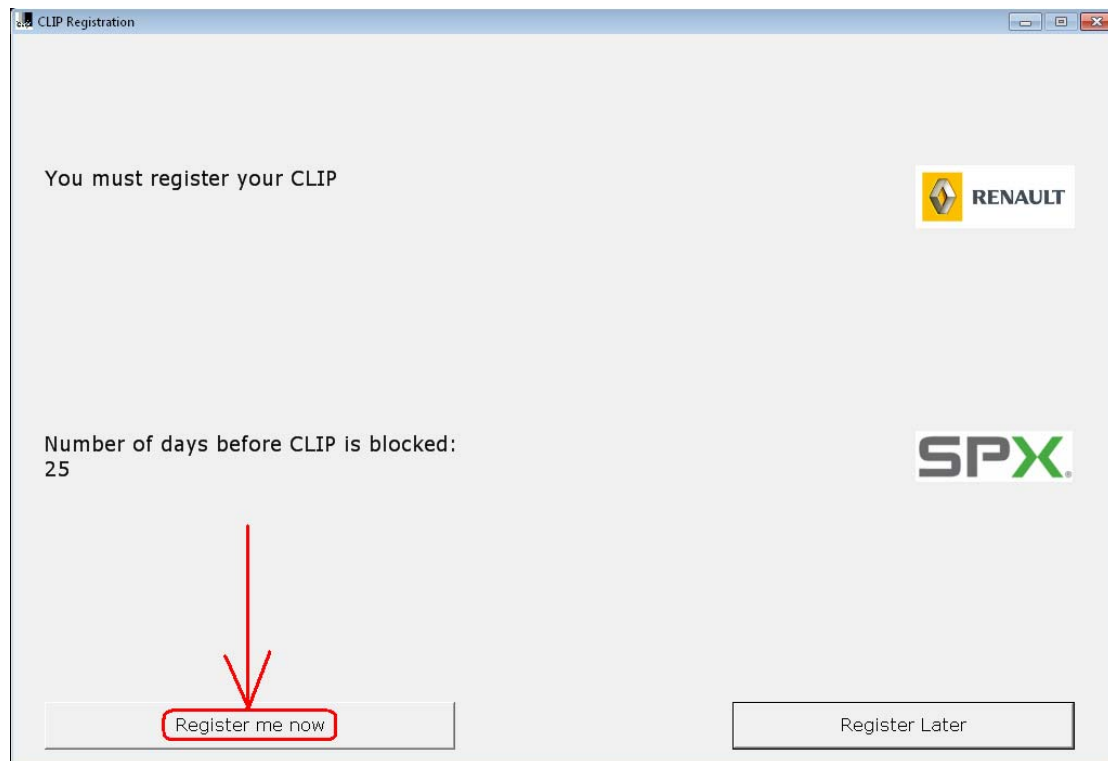 CLIP Registration
You must register your CLIP
RENAULT
Number of days before CLIP is blocked:
25
SPX
Register me now
Register Later